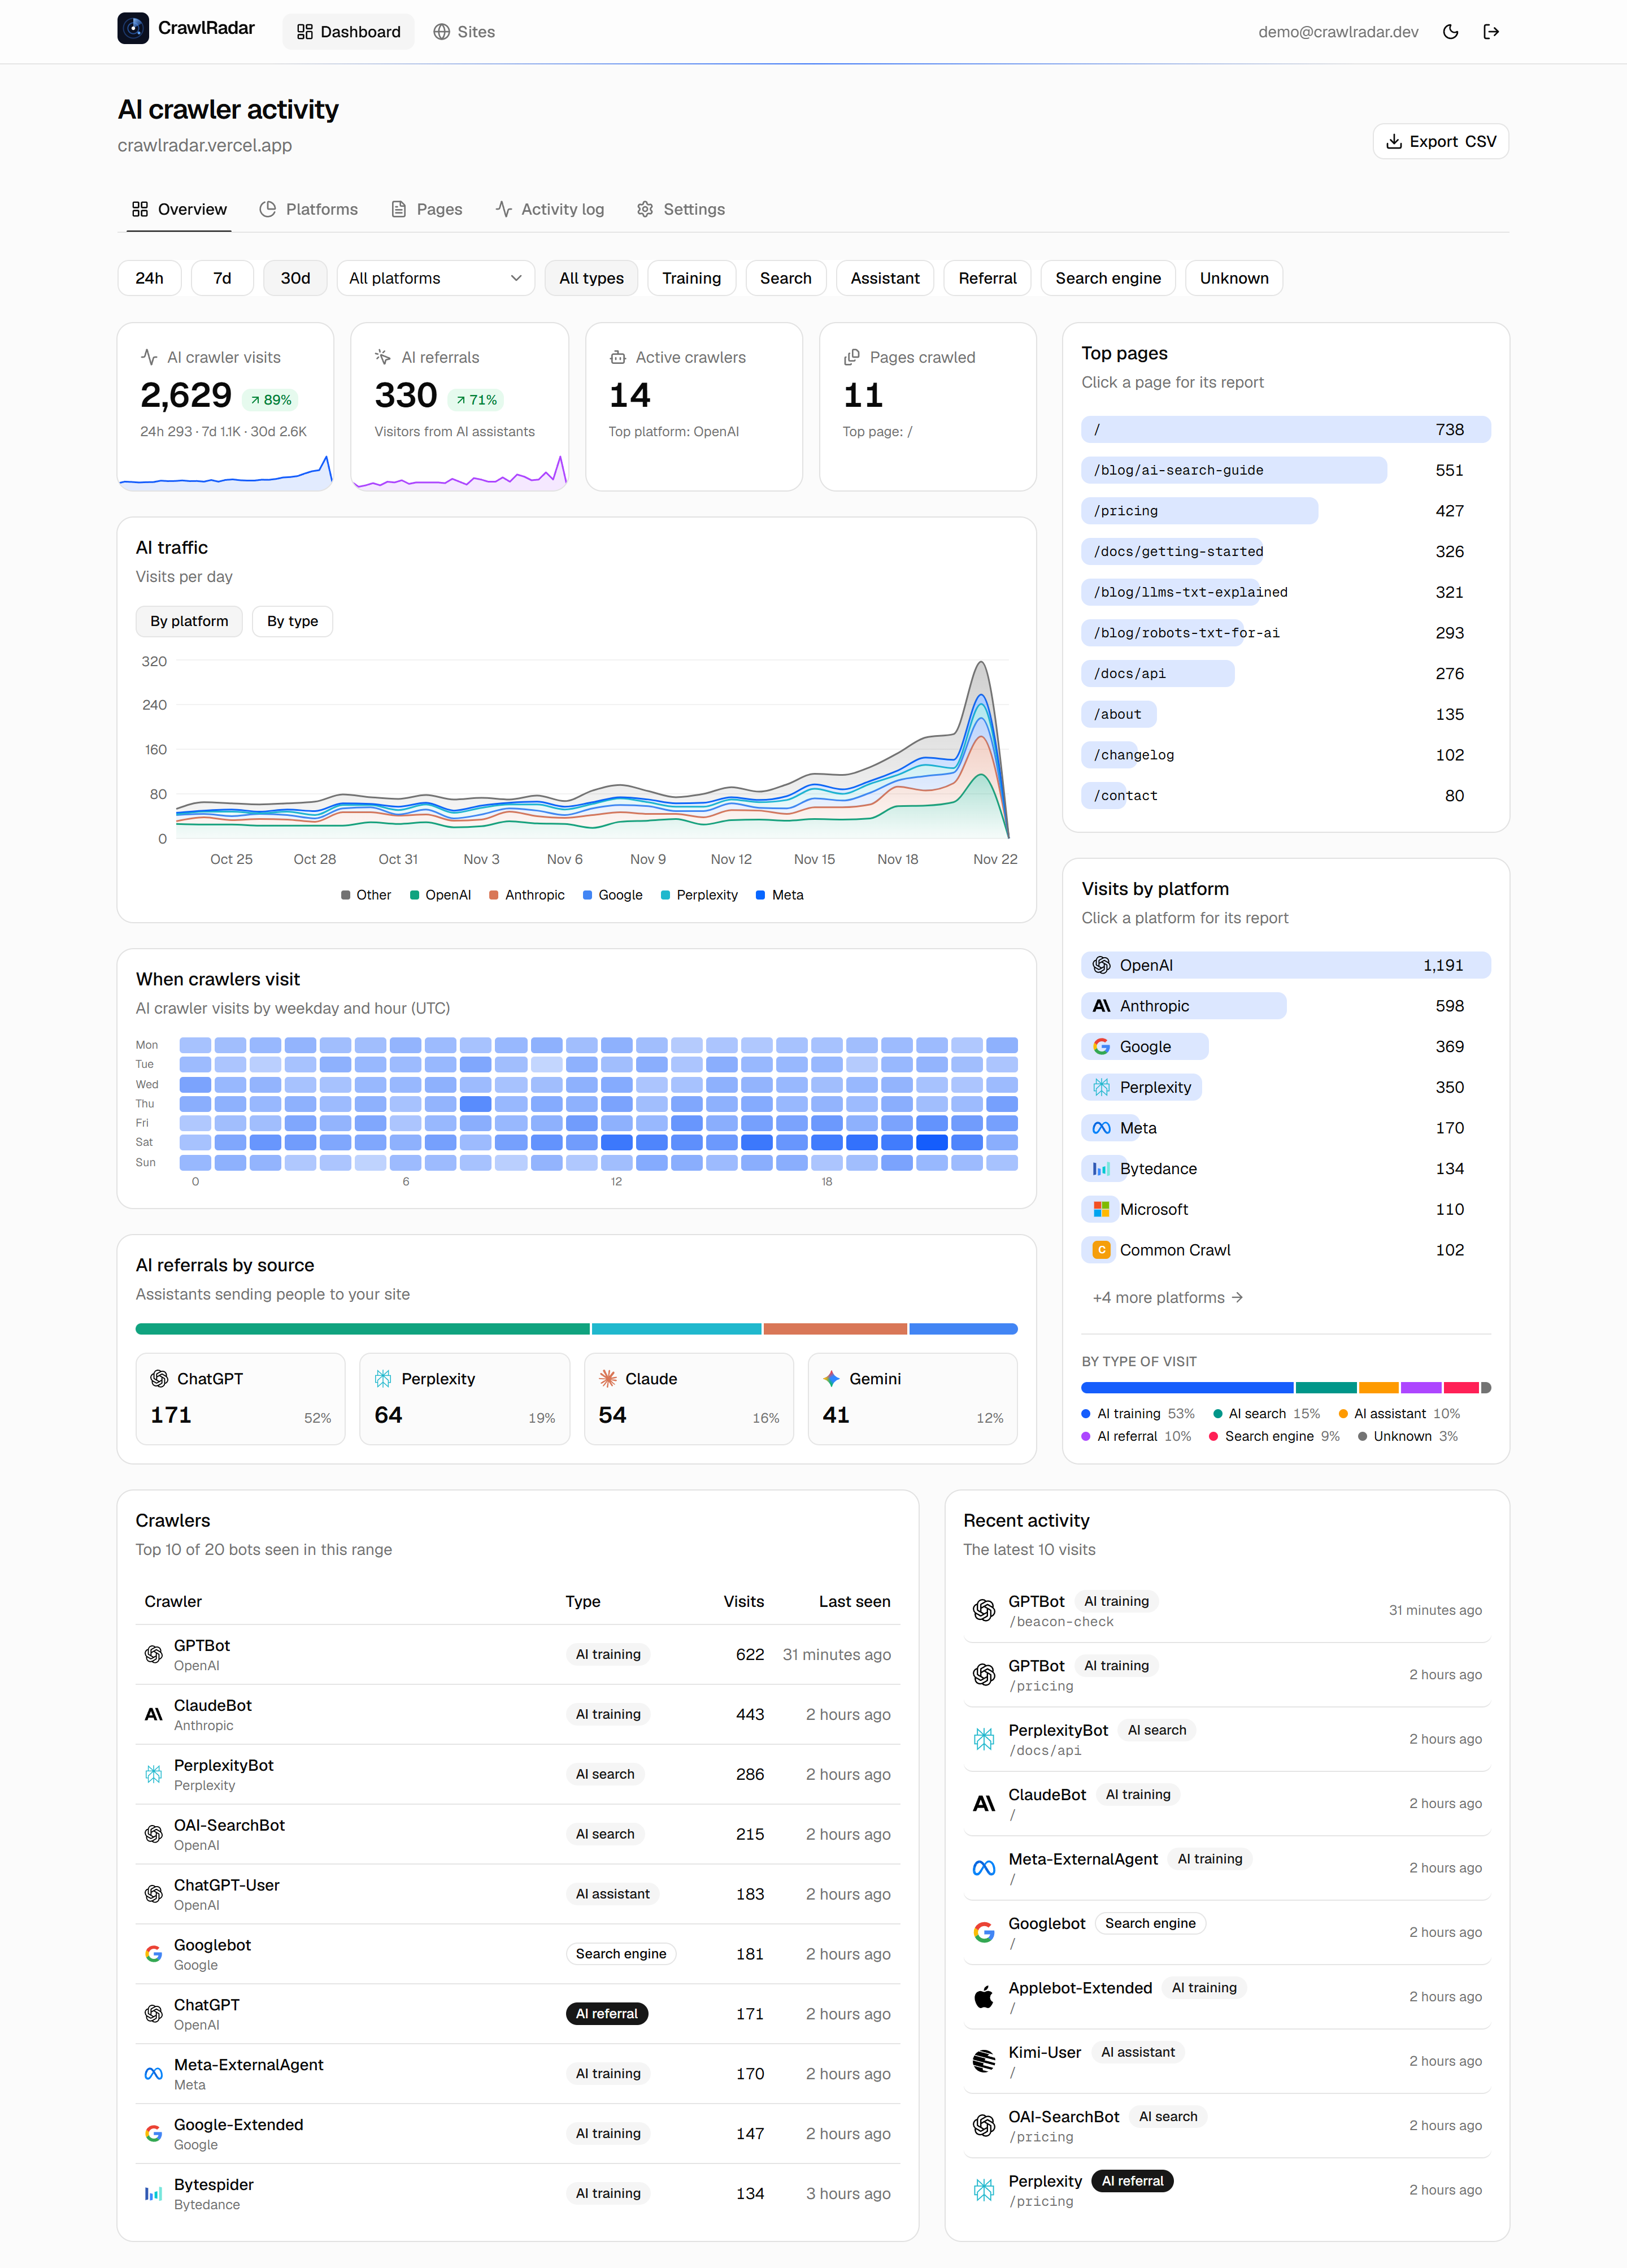 CrawlRadar
Dashboard
Sites
demo@crawlradar.dev
AI crawler activity
crawlradar.vercel.app
Export CSV
Overview
Platforms
Pages
Activity log
Settings
24h
7d
30d
All platforms
All types
Training
Search
Assistant
Referral
Search engine
Unknown
AI crawler visits
2,629
89%
24h 293 · 7d 1.1K · 30d 2.6K
AI referrals
330
71%
Visitors from AI assistants
Active crawlers
14
Top platform: OpenAI
Pages crawled
11
Top page: /
Top pages
Click a page for its report
/ 738
/blog/ai-search-guide 551
/pricing 427
/docs/getting-started 326
/blog/llms-txt-explained 321
/blog/robots-txt-for-ai 293
/docs/api 276
/about 135
/changelog 102
/contact 80
AI traffic
Visits per day
By platform
By type
320
240
160
80
0
Oct 25 Oct 28 Oct 31 Nov 3 Nov 6 Nov 9 Nov 12 Nov 15 Nov 18 Nov 22
Other OpenAI Anthropic Google Perplexity Meta
Visits by platform
Click a platform for its report
OpenAI 1,191
Anthropic 598
Google 369
Perplexity 350
Meta 170
Bytedance 134
Microsoft 110
C Common Crawl 102
+4 more platforms
BY TYPE OF VISIT
AI training 53% AI search 15% AI assistant 10%
AI referral 10% Search engine 9% Unknown 3%
When crawlers visit
AI crawler visits by weekday and hour (UTC)
Mon
Tue
Wed
Thu
Fri
Sat
Sun
0 6 12 18
AI referrals by source
Assistants sending people to your site
ChatGPT
171 52%
Perplexity
64 19%
Claude
54 16%
Gemini
41 12%
Crawlers
Top 10 of 20 bots seen in this range
Crawler Type Visits Last seen
GPTBot
OpenAI
AI training 622 31 minutes ago
ClaudeBot
Anthropic
AI training 443 2 hours ago
PerplexityBot
Perplexity
AI search 286 2 hours ago
OAI-SearchBot
OpenAI
AI search 215 2 hours ago
ChatGPT-User
OpenAI
AI assistant 183 2 hours ago
Googlebot
Google
Search engine 181 2 hours ago
ChatGPT
OpenAI
AI referral 171 2 hours ago
Meta-ExternalAgent
Meta
AI training 170 2 hours ago
Google-Extended
Google
AI training 147 2 hours ago
Bytespider
Bytedance
AI training 134 3 hours ago
Recent activity
The latest 10 visits
GPTBot AI training
/beacon-check
31 minutes ago
GPTBot AI training
/pricing
2 hours ago
PerplexityBot AI search
/docs/api
2 hours ago
ClaudeBot AI training
/
2 hours ago
Meta-ExternalAgent AI training
/
2 hours ago
Googlebot Search engine
/
2 hours ago
Applebot-Extended AI training
/
2 hours ago
Kimi-User AI assistant
/
2 hours ago
OAI-SearchBot AI search
/pricing
2 hours ago
Perplexity AI referral
/pricing
2 hours ago